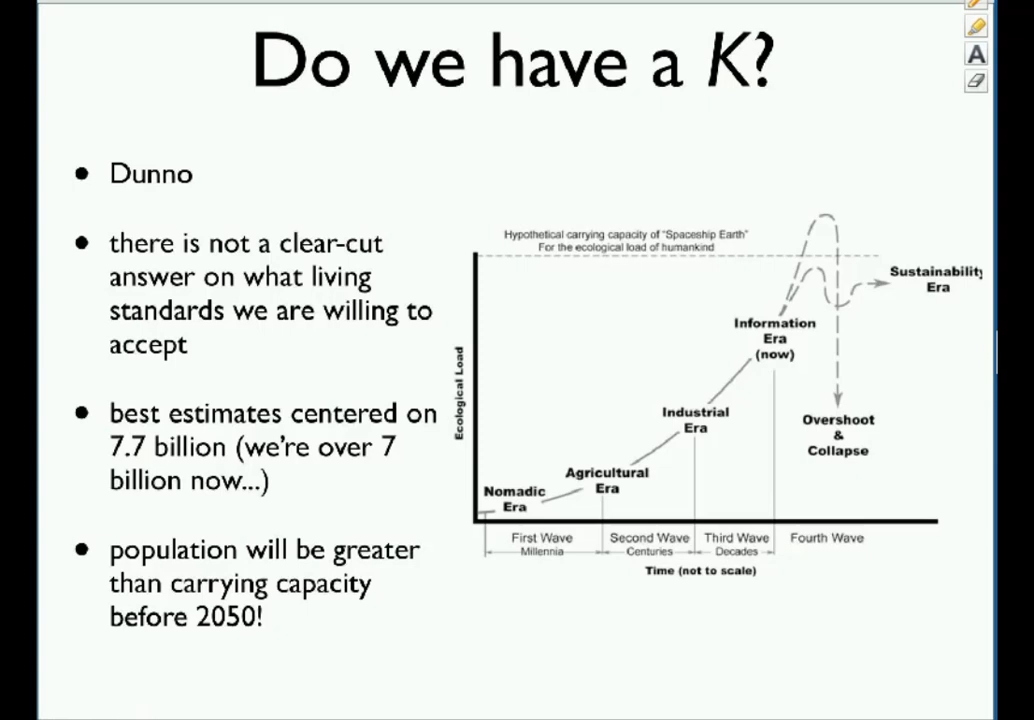 Do we have a K?
• Dunno
• there is not a clear-cut
answer on what living
standards we are willing to
accept
• best estimates centered on
7.7 billion (we're over 7
billion now...)
• population will be greater
than carrying capacity
before 2050!
Hypothetical carrying capacity of "Spaceship Earth"
For the ecological load of humankind
Sustainability
Era
Information
Era
(now)
Overshoot
&
Collapse
Industrial
Era
Agricultural
Era
Nomadic
Era
Ecological Load
First Wave
Millennia
Second Wave
Centuries
Third Wave
Decades
Fourth Wave
Time (not to scale)
A